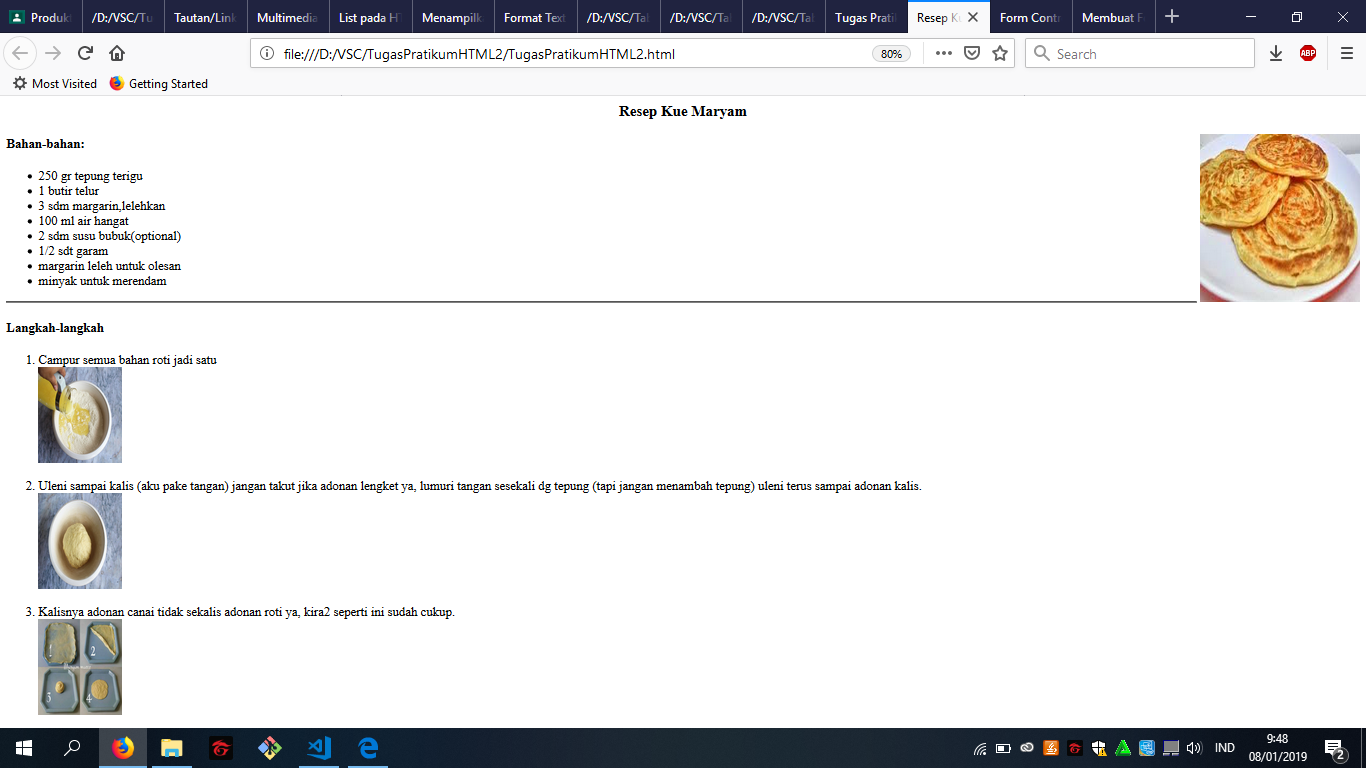 Produk
/D:/VSC/Tu
Tautan/Link
Multimedia
List pada HT
Menampilk
Format Text
/D:/VSC/Tab
/D:/VSC/Tab
/D:/VSC/Tab
Tugas Prati
Resep Ku
Form Contr
Membuat F
file:///D:/VSC/TugasPratikumHTML2/TugasPratikumHTML2.html
80%
Search
ABP
Most Visited
Getting Started
Resep Kue Maryam
Bahan-bahan:
250 gr tepung terigu
1 butir telur
3 sdm margarin,lelehkan
100 ml air hangat
2 sdm susu bubuk(optional)
1/2 sdt garam
margarin leleh untuk olesan
minyak untuk merendam
Langkah-langkah
1. Campur semua bahan roti jadi satu
2. Uleni sampai kalis (aku pake tangan) jangan takut jika adonan lengket ya, lumuri tangan sesekali dg tepung (tapi jangan menambah tepung) uleni terus sampai adonan kalis.
3. Kalisnya adonan canai tidak sekalis adonan roti ya, kira2 seperti ini sudah cukup.
1
2
3
4
IND
9:48
08/01/2019
2